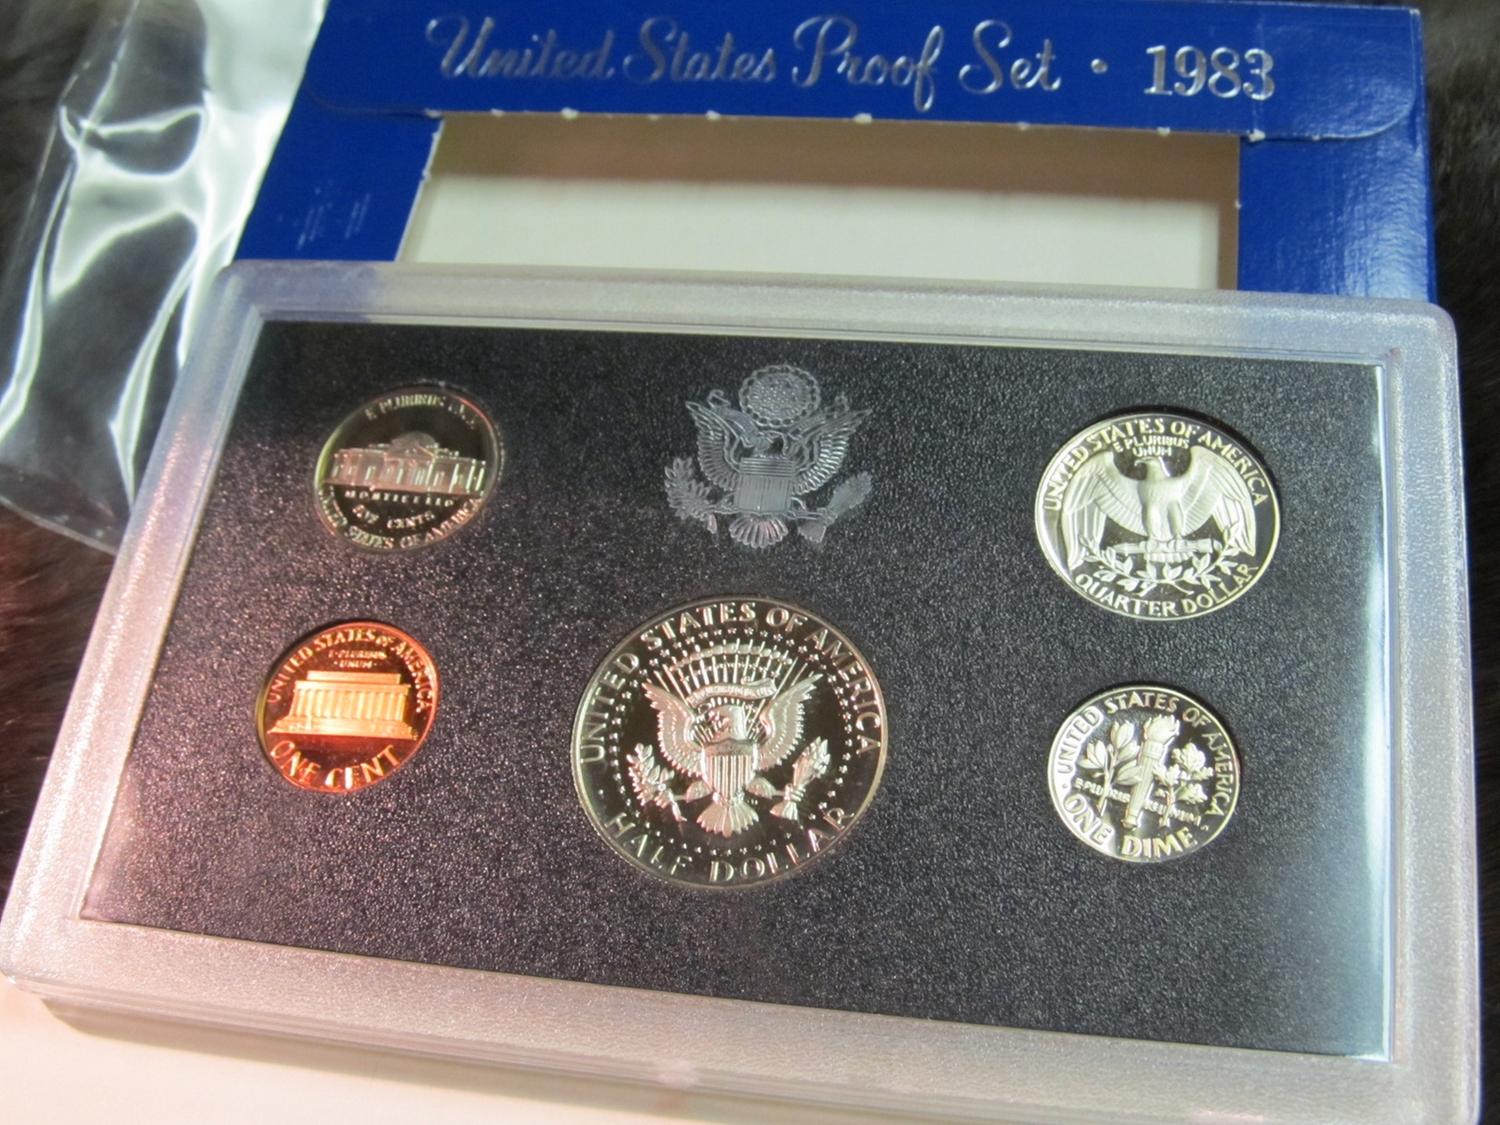 United States Proof Set · 1983
E PLURIBUS
MONTICELLO
FIVE CENTS
UNITED STATES OF AMERICA
UNITED STATES OF AMERICA
E PLURIBUS
UNUM
QUARTER DOLLAR
UNITED STATES OF AMERICA
E·PLURIBUS
·UNUM·
ONE CENT
UNITED STATES OF AMERICA
HALF DOLLAR
UNITED STATES OF AMERICA
E PLURIBUS UNUM
ONE DIME